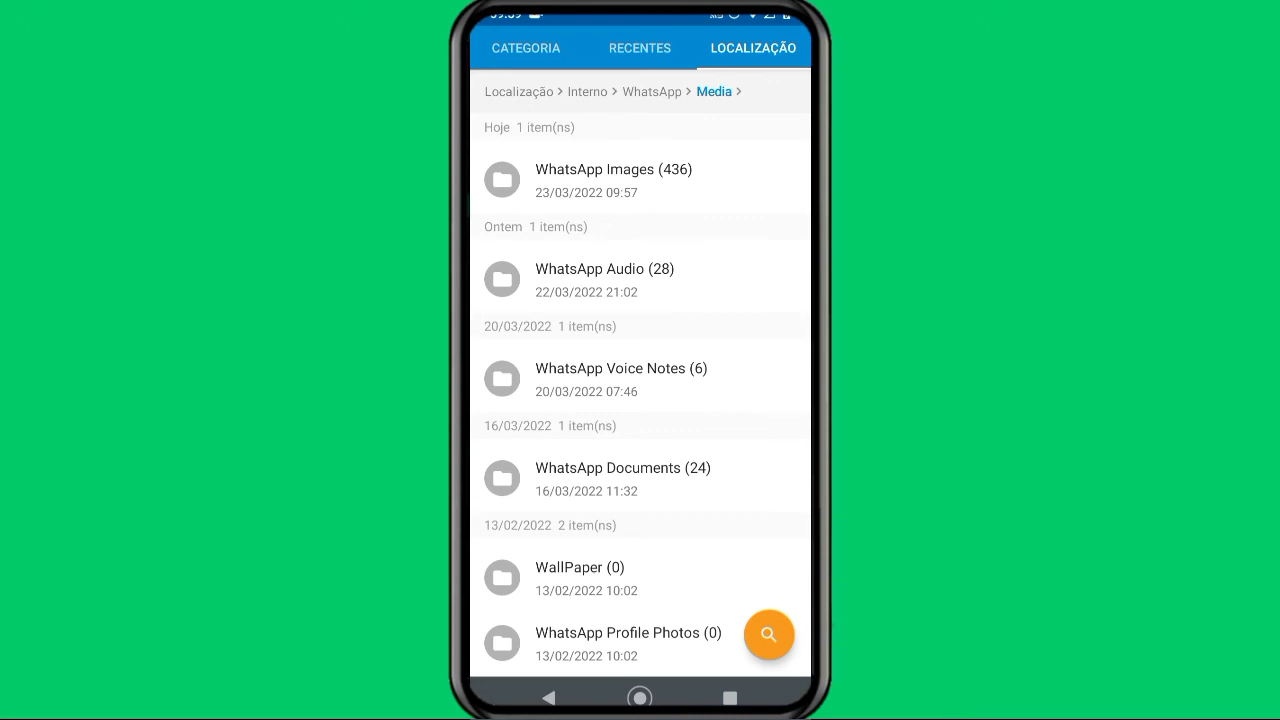 CATEGORIA RECENTES LOCALIZAÇÃO
Localização > Interno > WhatsApp > Media >
Hoje 1 item(ns)
WhatsApp Images (436)
23/03/2022 09:57
Ontem 1 item(ns)
WhatsApp Audio (28)
22/03/2022 21:02
20/03/2022 1 item(ns)
WhatsApp Voice Notes (6)
20/03/2022 07:46
16/03/2022 1 item(ns)
WhatsApp Documents (24)
16/03/2022 11:32
13/02/2022 2 item(ns)
WallPaper (0)
13/02/2022 10:02
WhatsApp Profile Photos (0)
13/02/2022 10:02